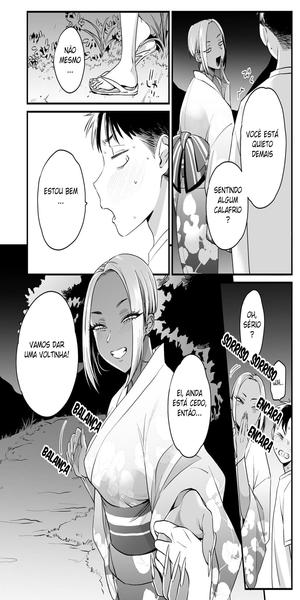 VOCÊ ESTÁ
QUIETO
DEMAIS
SENTINDO
ALGUM
CALAFRIO
?
NÃO
MESMO
...
ESTOU BEM
...
OH,
SÉRIO
?
SORRISO
SORRISO
ENCARA
ENCARA
EI, AINDA
ESTÁ CEDO,
ENTÃO...
VAMOS DAR
UMA VOLTINHA!
BALANÇA
BALANÇA